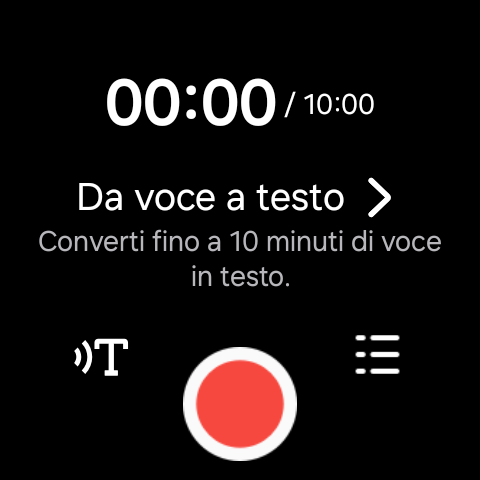 00:00 / 10:00
Da voce a testo
Converti fino a 10 minuti di voce
in testo.
T